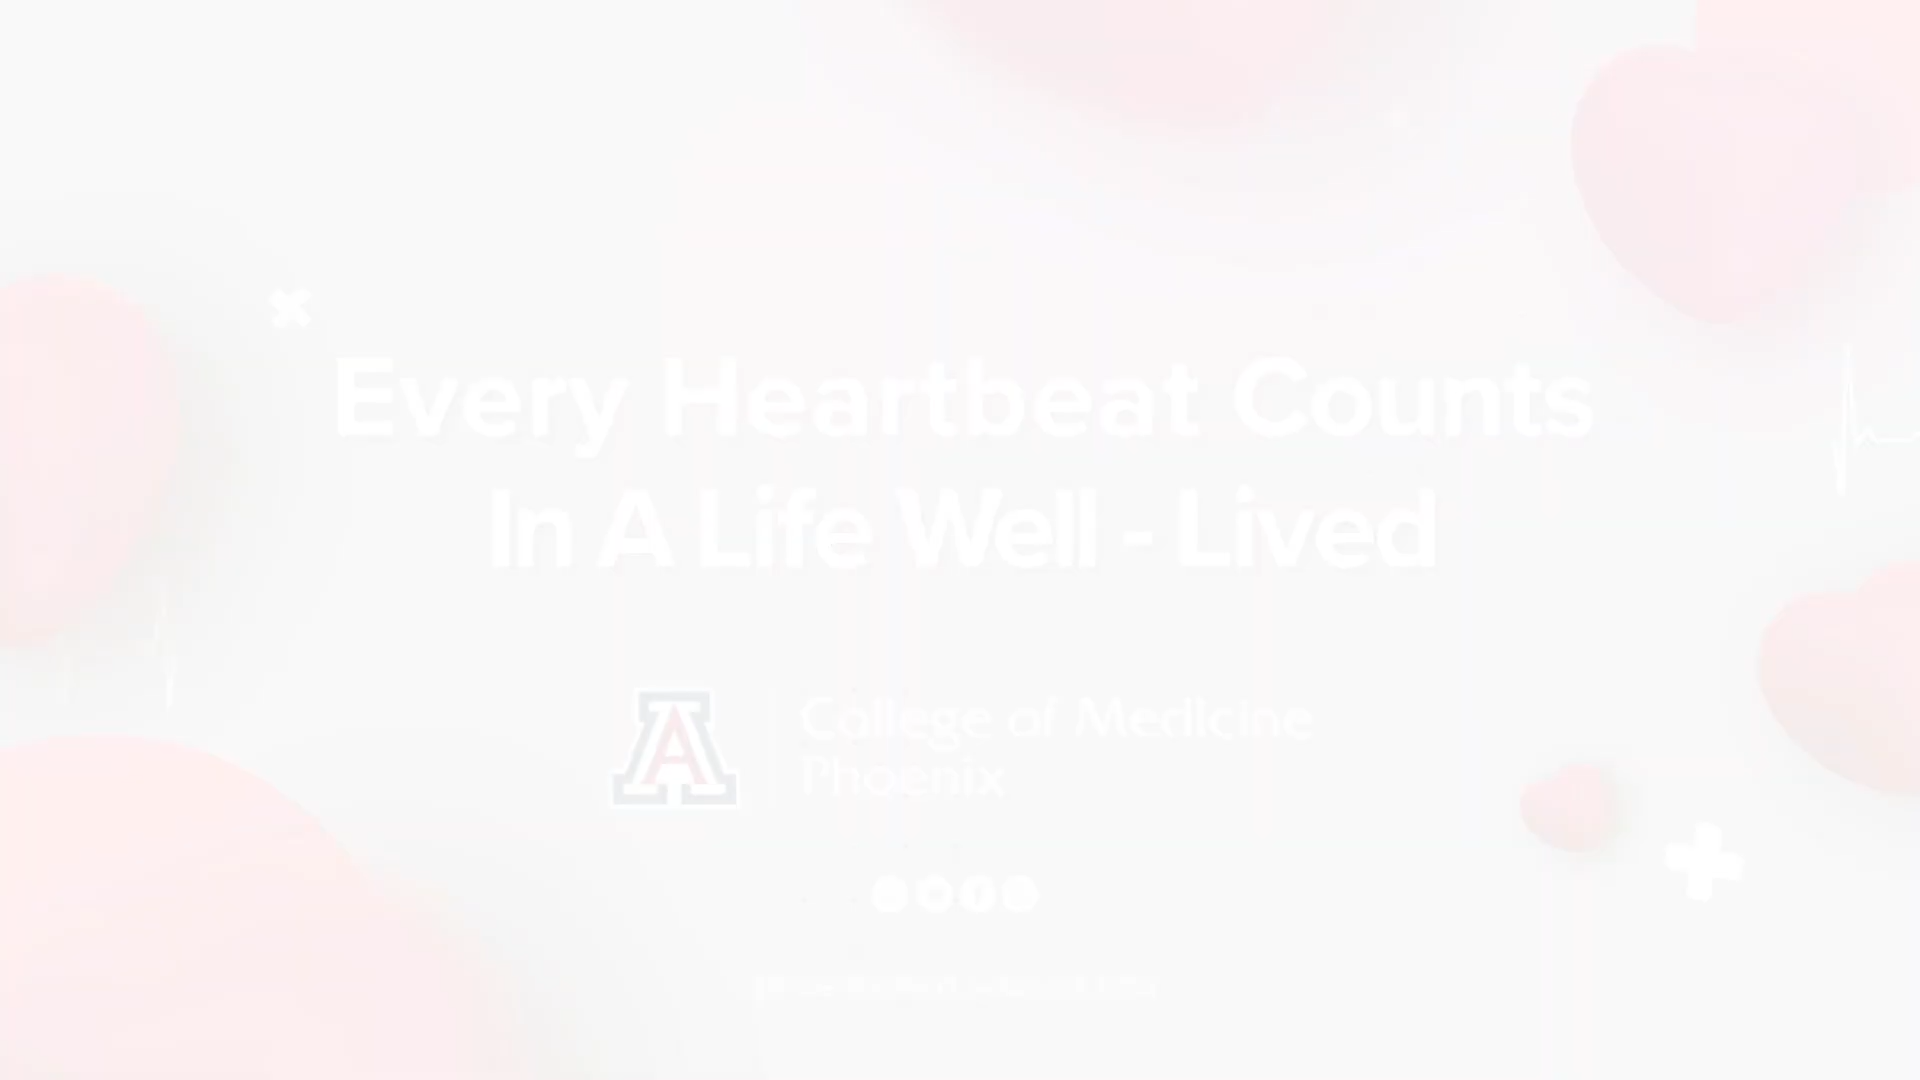 Every Heartbeat Counts
In A Life Well - Lived
A
College of Medicine
Phoenix